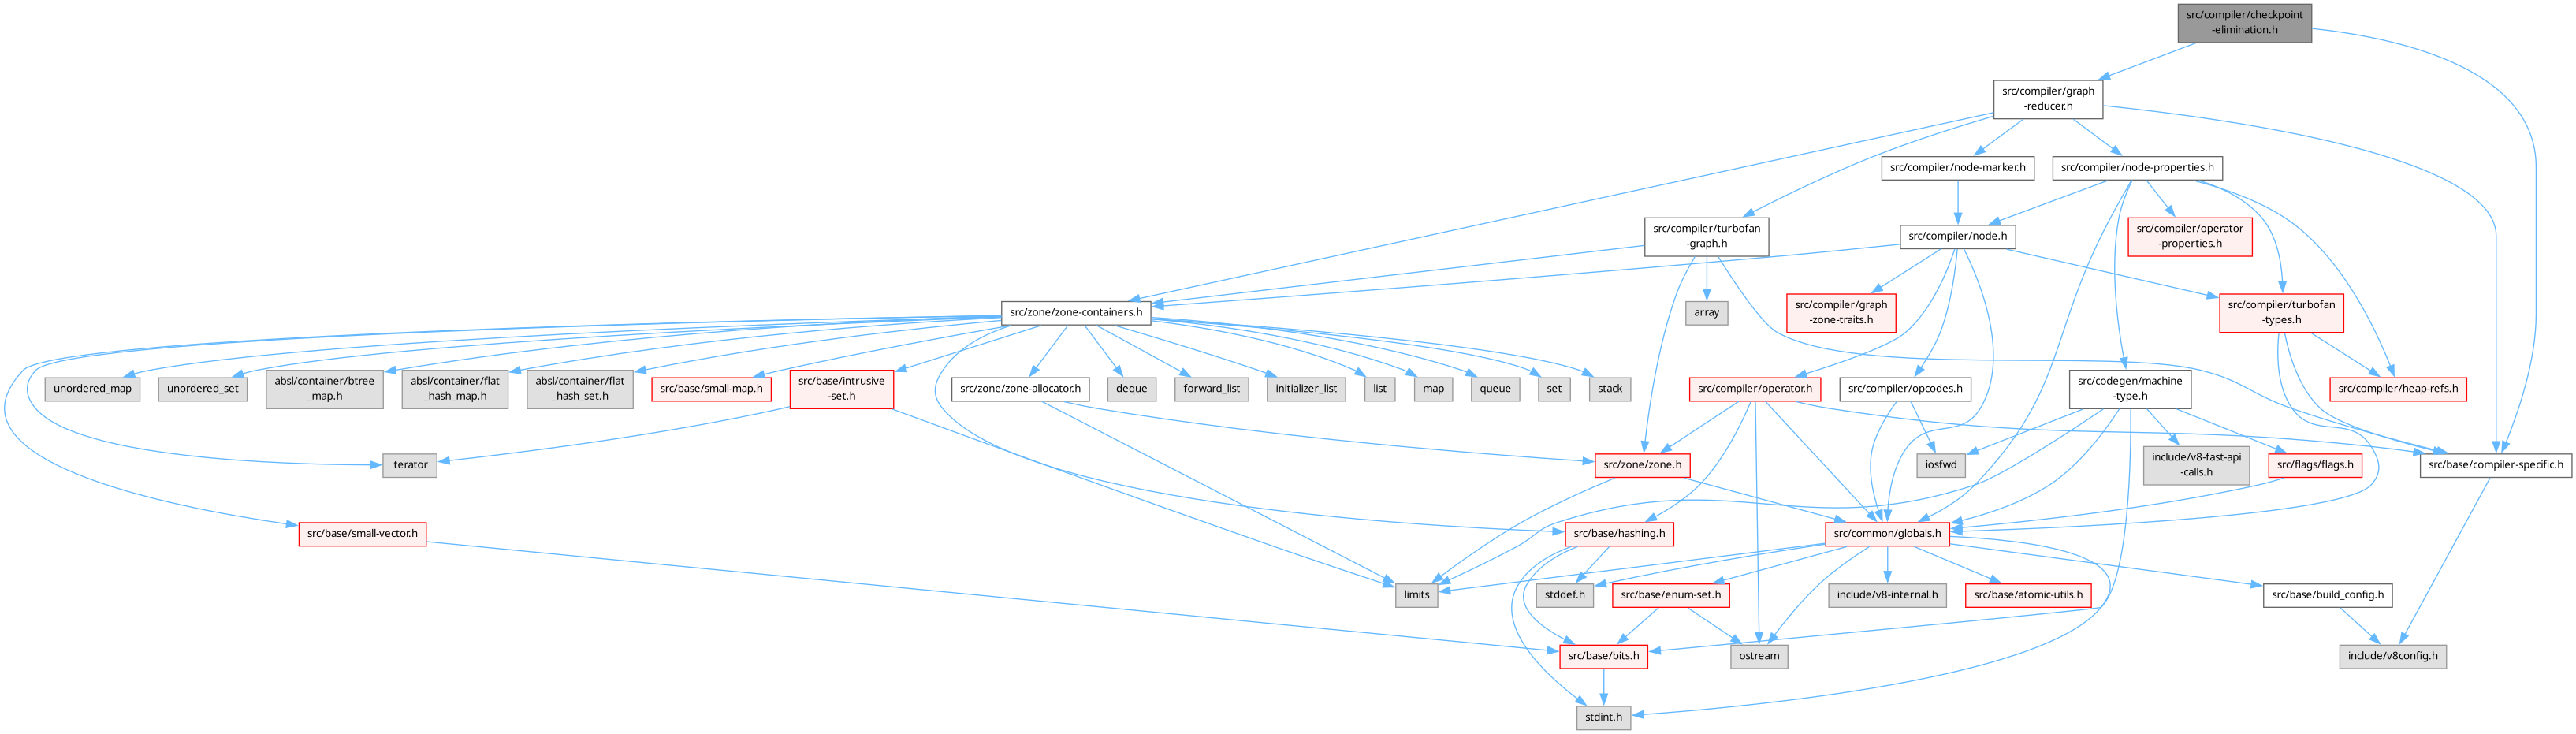 src/compiler/checkpoint
-elimination.h
src/compiler/graph
-reducer.h
src/compiler/node-marker.h
src/compiler/node-properties.h
src/compiler/turbofan
-graph.h
src/compiler/node.h
src/compiler/operator
-properties.h
src/zone/zone-containers.h
array
src/compiler/graph
-zone-traits.h
src/compiler/turbofan
-types.h
unordered_map
unordered_set
absl/container/btree
_map.h
absl/container/flat
_hash_map.h
absl/container/flat
_hash_set.h
src/base/small-map.h
src/base/intrusive
-set.h
src/zone/zone-allocator.h
deque
forward_list
initializer_list
list
map
queue
set
stack
src/compiler/operator.h
src/compiler/opcodes.h
src/codegen/machine
-type.h
src/compiler/heap-refs.h
iterator
src/zone/zone.h
iosfwd
include/v8-fast-api
-calls.h
src/flags/flags.h
src/base/compiler-specific.h
src/base/small-vector.h
src/base/hashing.h
src/common/globals.h
limits
stddef.h
src/base/enum-set.h
include/v8-internal.h
src/base/atomic-utils.h
src/base/build_config.h
src/base/bits.h
ostream
include/v8config.h
stdint.h